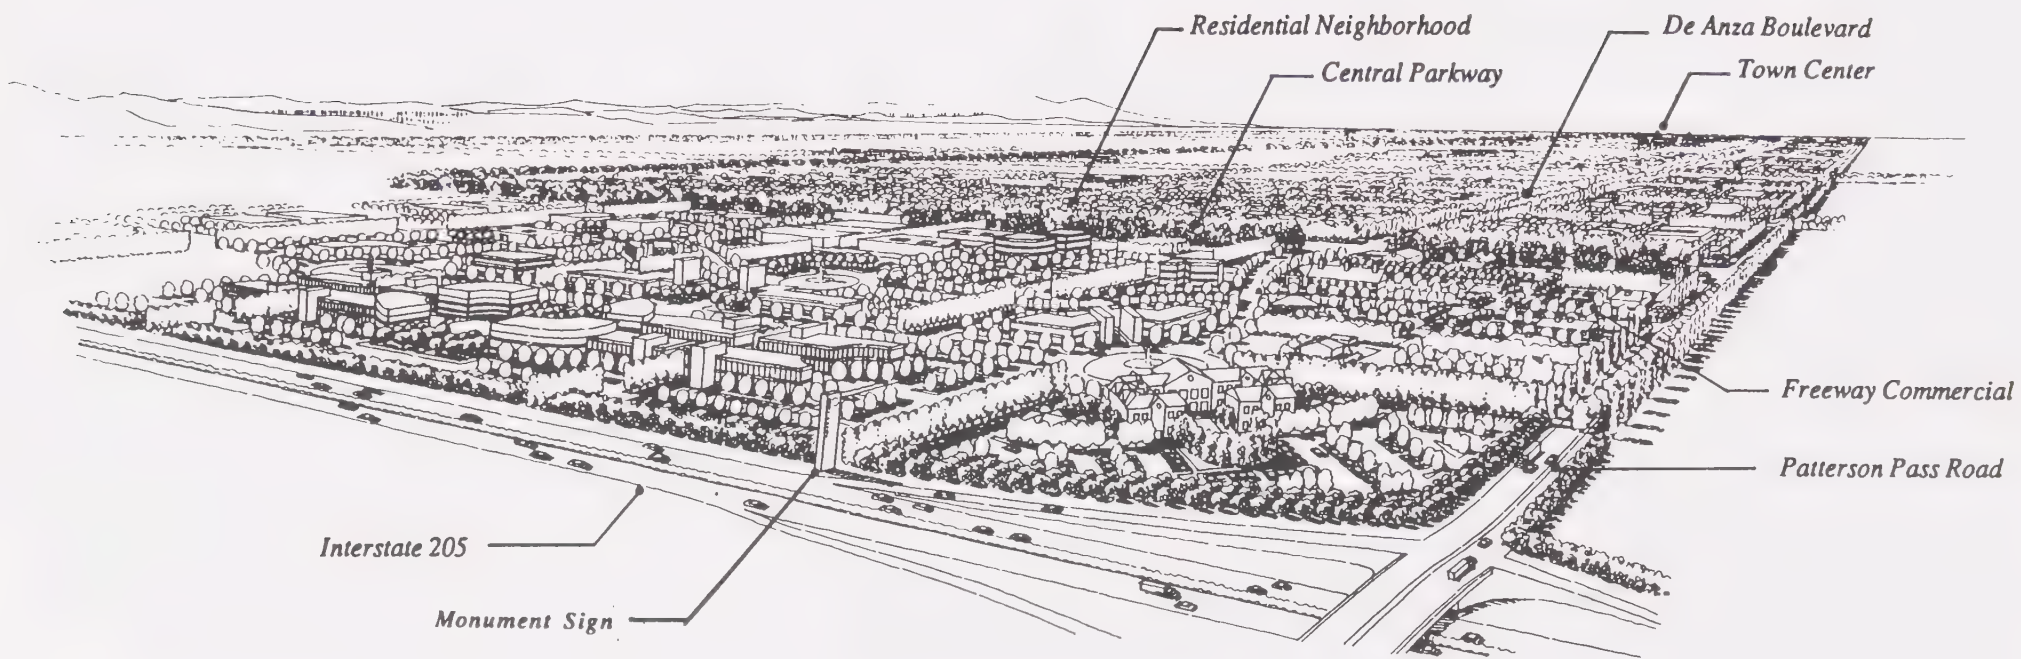 Residential Neighborhood
De Anza Boulevard
Central Parkway
Town Center
Freeway Commercial
Patterson Pass Road
Interstate 205
Monument Sign